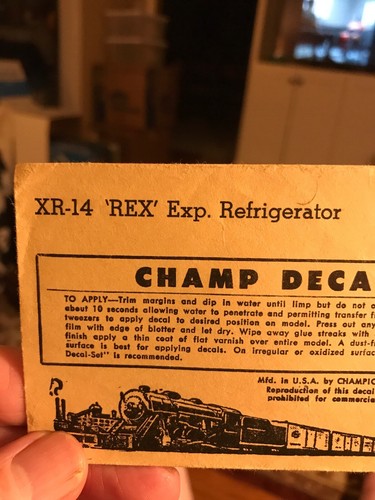 XR-14 'REX' Exp. Refrigerator
CHAMP DECA
TO APPLY—Trim margins and dip in water until limp but do not
about 10 seconds allowing water to penetrate and permitting transfer
tweezers to apply decal to desired position on model. Press out any
film with edge of blotter and let dry. Wipe away glue streaks with
finish apply a thin coat of flat varnish over entire model. A dust-f
surface is best for applying decals. On irregular or oxidized surfac
Decal-Set" is recommended.
Mfd. in U.S.A. by CHAMPIO
Reproduction of this decal
prohibited for commercia